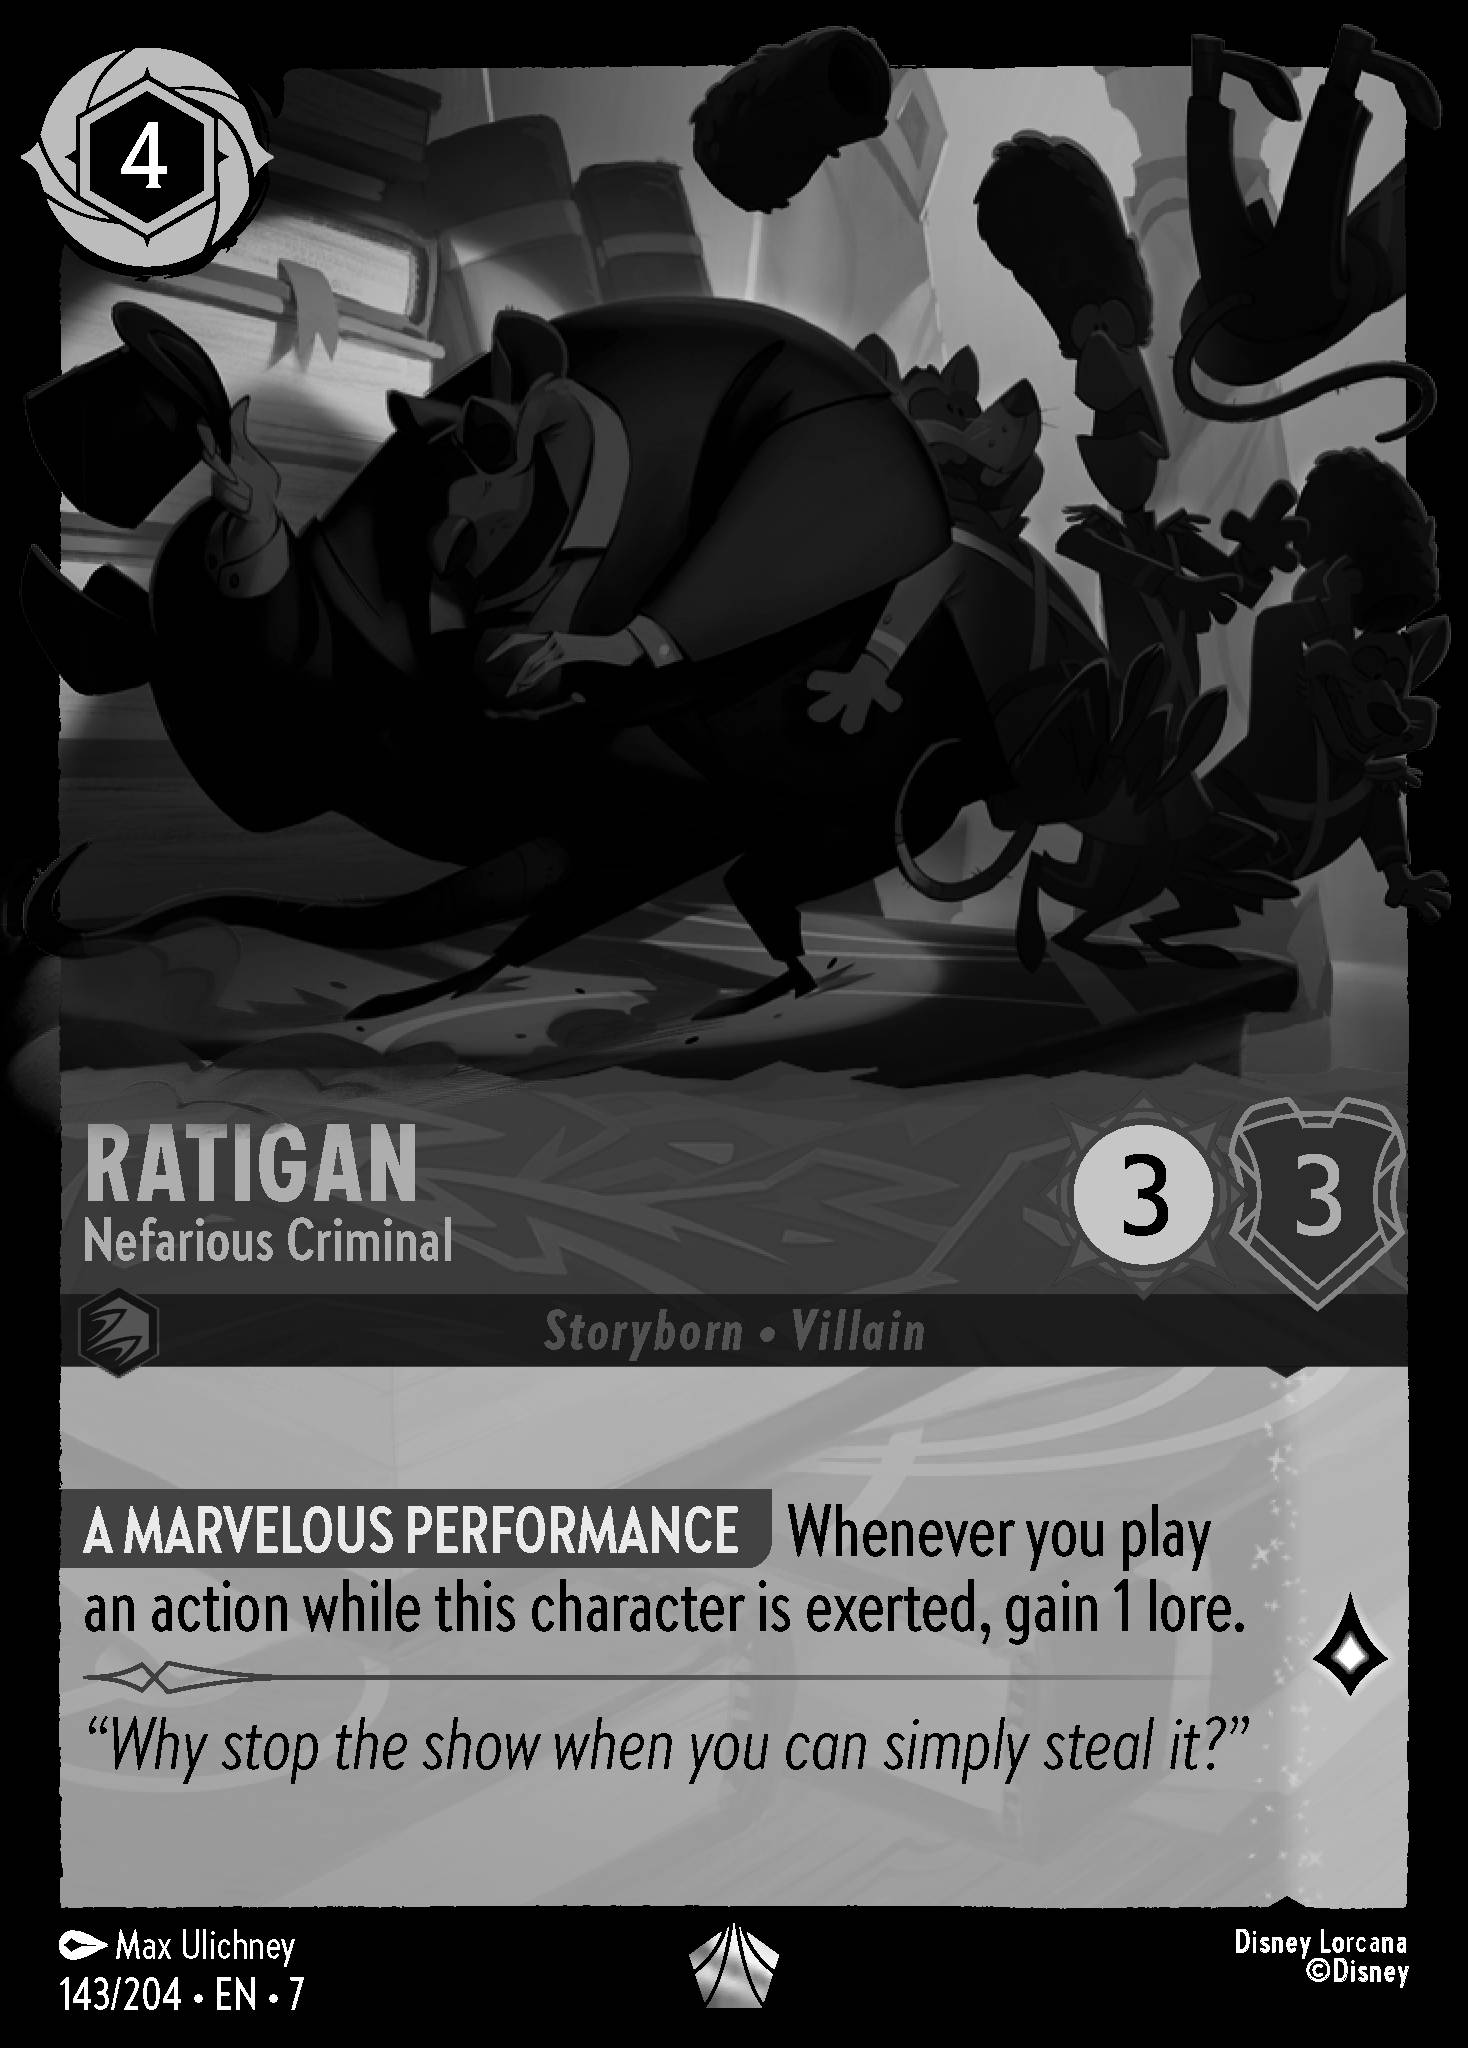 4
RATIGAN
Nefarious Criminal
3
3
Storyborn • Villain
A MARVELOUS PERFORMANCE Whenever you play
an action while this character is exerted, gain 1 lore.
“Why stop the show when you can simply steal it?”
Max Ulichney
143/204 • EN • 7
Disney Lorcana
©Disney